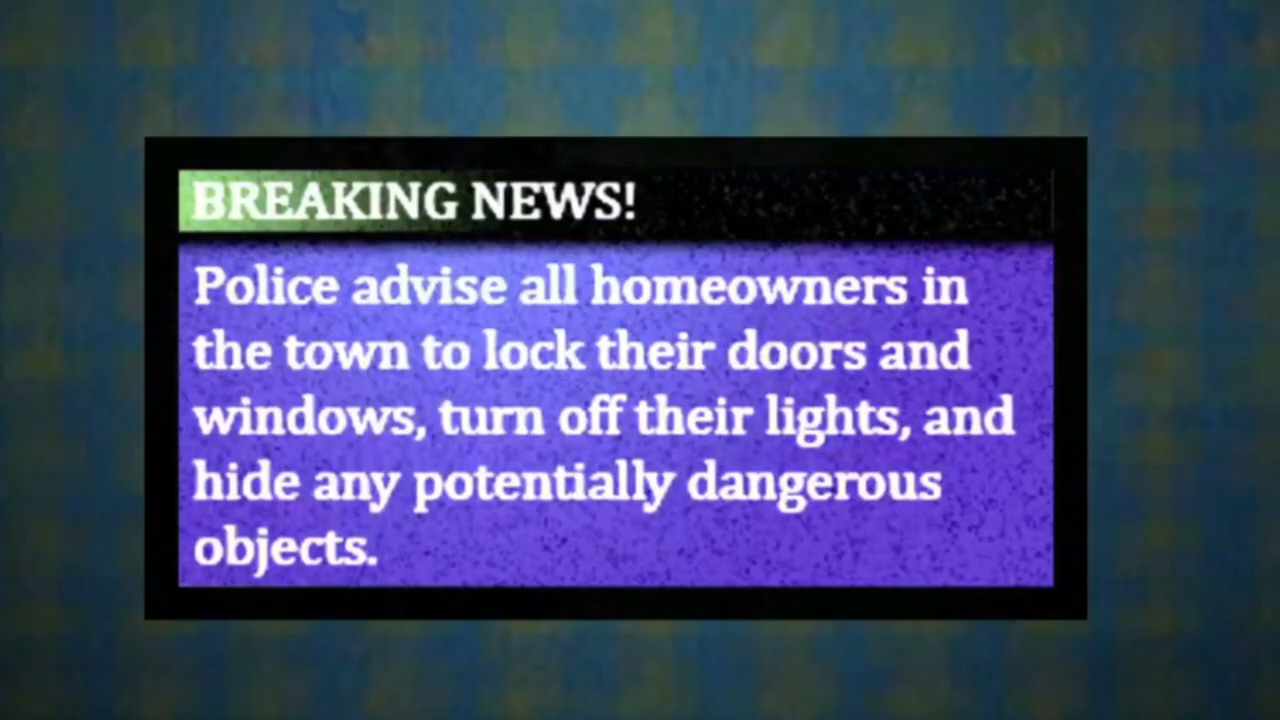 BREAKING NEWS!
Police advise all homeowners in
the town to lock their doors and
windows, turn off their lights, and
hide any potentially dangerous
objects.